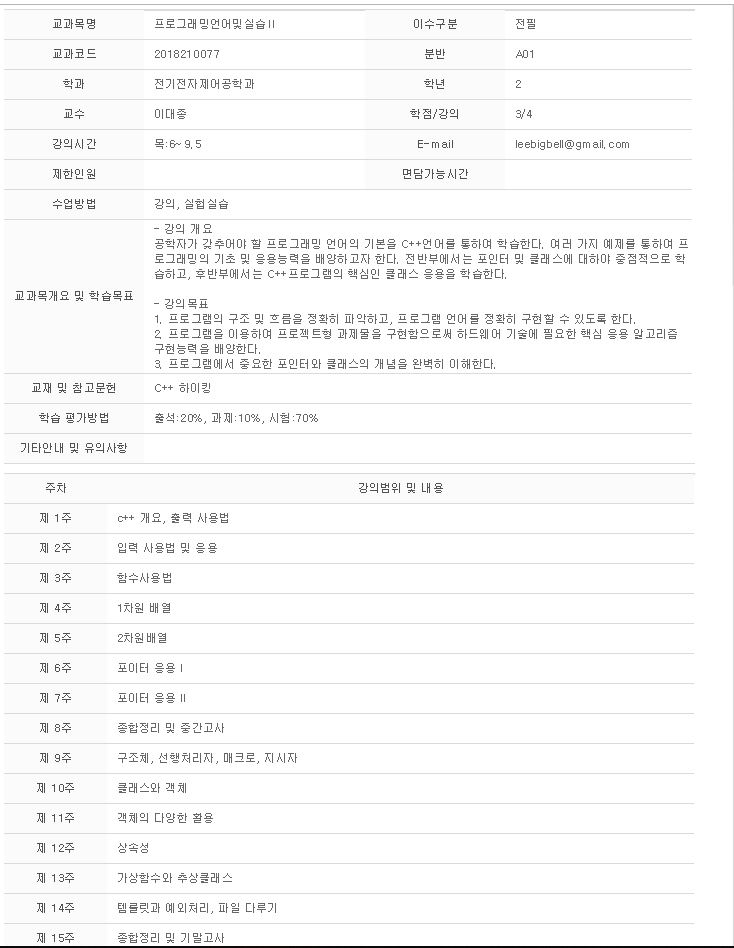 교과목명 프로그래밍언어및실습II 이수구분 전필
교과코드 2018210077 분반 A01
학과 전기전자제어공학과 학년 2
교수 이대종 학점/강의 3/4
강의시간 목:6~9,5 E-mail leebigbell@gmail.com
제한인원 면담가능시간
수업방법 강의, 실험실습
교과목개요 및 학습목표
- 강의 개요
공학자가 갖추어야 할 프로그래밍 언어의 기본을 C++언어를 통하여 학습한다. 여러 가지 예제를 통하여 프
로그래밍의 기초 및 응용능력을 배양하고자 한다. 전반부에서는 포인터 및 클래스에 대하야 중점적으로 학
습하고, 후반부에서는 C++프로그램의 핵심인 클래스 응용을 학습한다.
- 강의목표
1. 프로그램의 구조 및 흐름을 정확히 파악하고, 프로그램 언어를 정확히 구현할 수 있도록 한다.
2. 프로그램을 이용하여 프로젝트형 과제물을 구현함으로써 하드웨어 기술에 필요한 핵심 응용 알고리즘
구현능력을 배양한다.
3. 프로그램에서 중요한 포인터와 클래스의 개념을 완벽히 이해한다.
교재 및 참고문헌 C++ 하이킹
학습 평가방법 출석:20%, 과제:10%, 시험:70%
기타안내 및 유의사항
주차 강의범위 및 내용
제 1주 c++ 개요, 출력 사용법
제 2주 입력 사용법 및 응용
제 3주 함수사용법
제 4주 1차원 배열
제 5주 2차원배열
제 6주 포이터 응용 I
제 7주 포이터 응용 II
제 8주 종합정리 및 중간고사
제 9주 구조체, 선행처리자, 매크로, 지시자
제 10주 클래스와 객체
제 11주 객체의 다양한 활용
제 12주 상속성
제 13주 가상함수와 추상클래스
제 14주 템플릿과 예외처리, 파일 다루기
제 15주 종합정리 및 기말고사